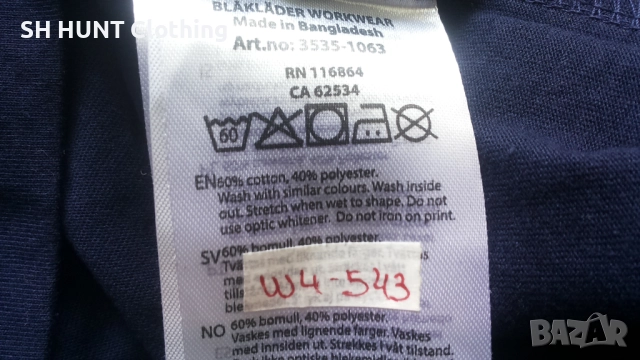 SH HUNT Clothing
BLÅKLÄDER WORKWEAR
Made in Bangladesh
Art.no: 3535-1063
RN 116864
CA 62534
60
EN 60% cotton, 40% polyester.
Wash with similar colours. Wash inside
out. Stretch when wet to shape. Do not
use optic whitener. Do not iron on print.
SV 60% bomull, 40% polyester.
W4-543
NO 60% bomull, 40% polyester.
Vaskes med lignende farger. Vaskes
med innsiden ut. Strekkes i våt tilstand.
BAZAR